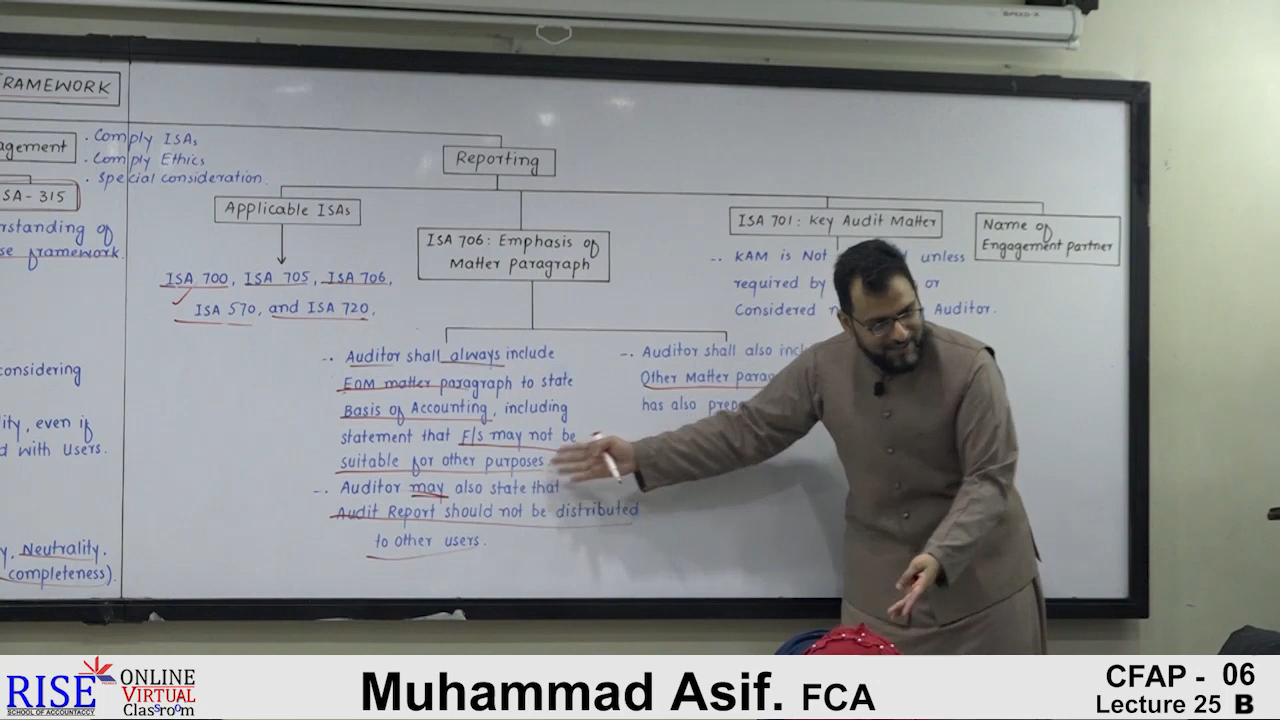 FRAMEWORK
agement
. Comply ISAs
. Comply Ethics
. Special consideration.
SA - 315
rstanding of
se framework.
considering
lity, even if
d with users.
y, Neutrality.
completeness).
Reporting
Applicable ISAs
ISA 700, ISA 705, ISA 706,
ISA 570, and ISA 720,
ISA 706: Emphasis of
Matter paragraph
-. Auditor shall always include
EOM matter paragraph to state
Basis of Accounting, including
statement that F/S may not be
suitable for other purposes
-. Auditor may also state that
Audit Report should not be distributed
to other users.
-. Auditor shall also incl
Other Matter parag
has also prep
ISA 701: Key Audit Matter
-. KAM is Not unless
required by or
Considered n Auditor.
Name of
Engagement partner
RISE
SCHOOL OF ACCOUNTANCY
ONLINE
VIRTUAL
Classroom
Muhammad Asif. FCA
CFAP - 06
Lecture 25 B